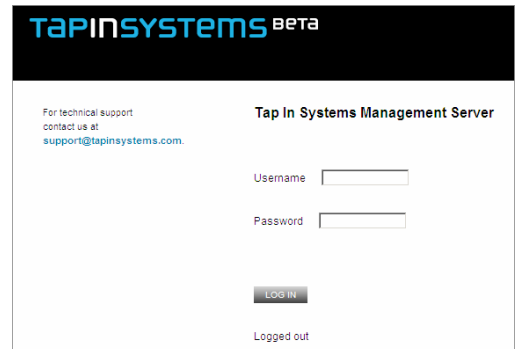 TAPINSYSTEMS BETA
For technical support
contact us at
support@tapinsystems.com.
Tap In Systems Management Server
Username
Password
LOG IN
Logged out